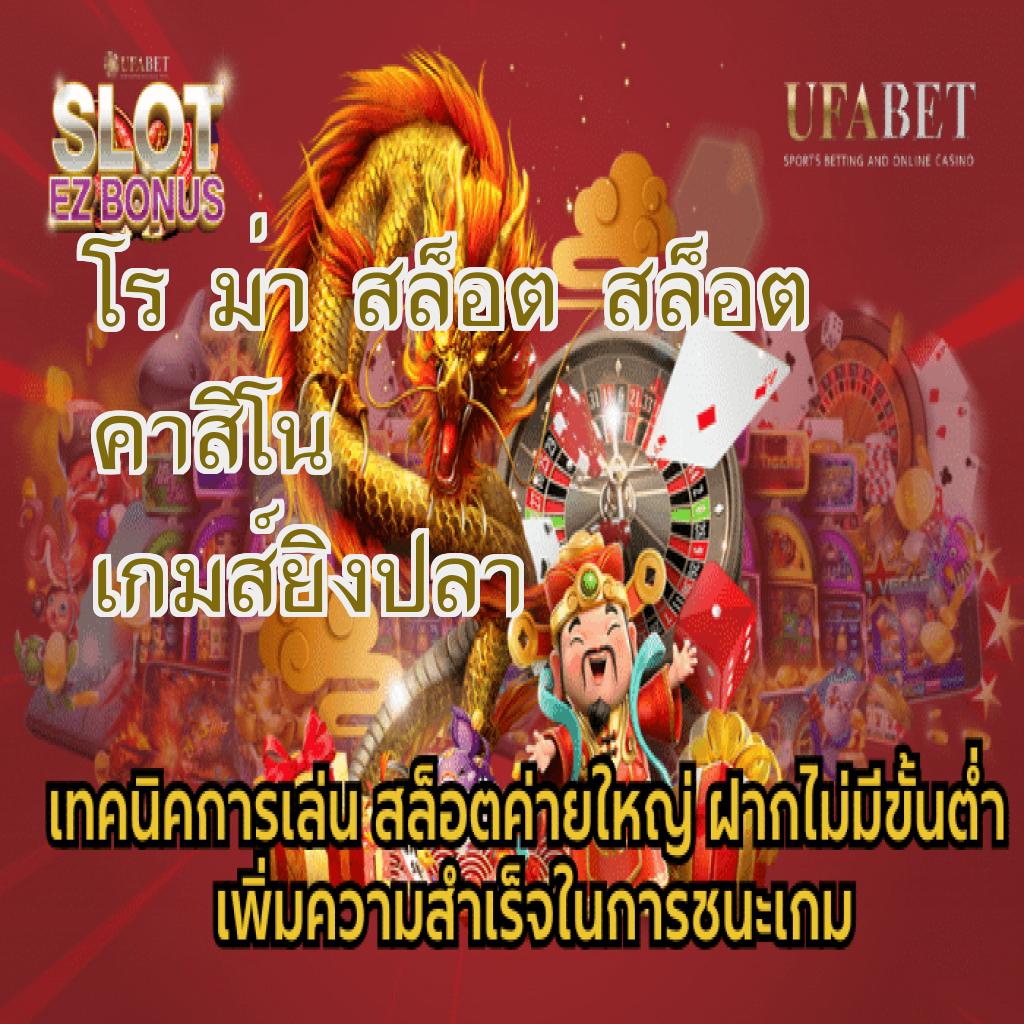 UFABET
SLOT
EZ BONUS
UFABET
SPORTS BETTING AND ONLINE CASINO
โร ม่า สล็อต สล็อต
คาสิโน
เกมส์ยิงปลา
เทคนิคการเล่น สล็อตค่ายใหญ่ ฝากไม่มีขั้นต่ำ
เพิ่มความสำเร็จในการชนะเกม